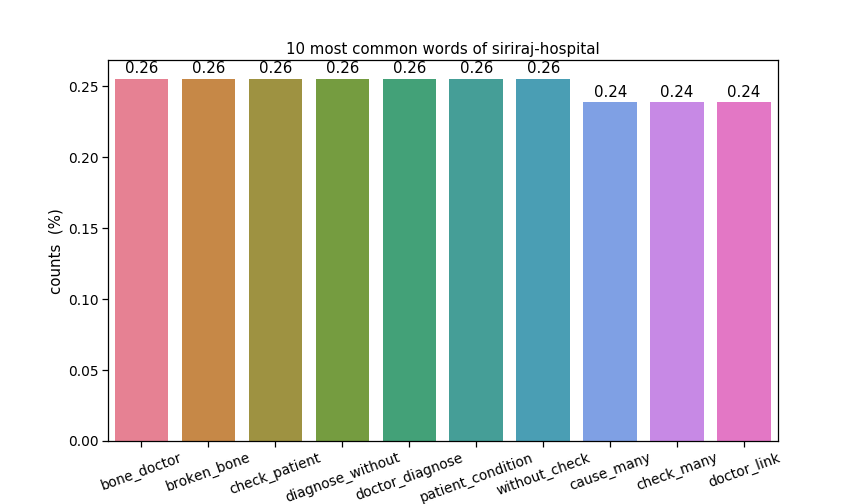 10 most common words of siriraj-hospital
0.26 0.26 0.26 0.26 0.26 0.26 0.26 0.24 0.24 0.24
counts (%)
0.25
0.20
0.15
0.10
0.05
0.00
bone_doctor broken_bone check_patient diagnose_without doctor_diagnose patient_condition without_check cause_many check_many doctor_link